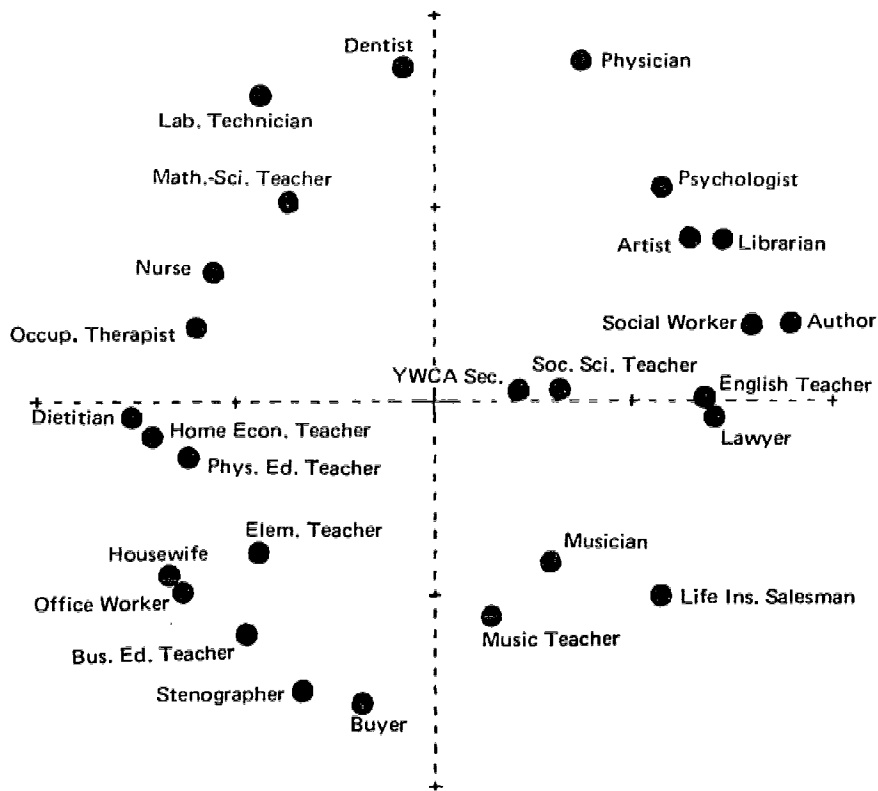 Dentist
Physician
Lab. Technician
Math.-Sci. Teacher
Psychologist
Artist
Librarian
Nurse
Social Worker
Author
Occup. Therapist
Soc. Sci. Teacher
YWCA Sec.
English Teacher
Dietitian
Home Econ. Teacher
Lawyer
Phys. Ed. Teacher
Elem. Teacher
Musician
Housewife
Office Worker
Life Ins. Salesman
Music Teacher
Bus. Ed. Teacher
Stenographer
Buyer